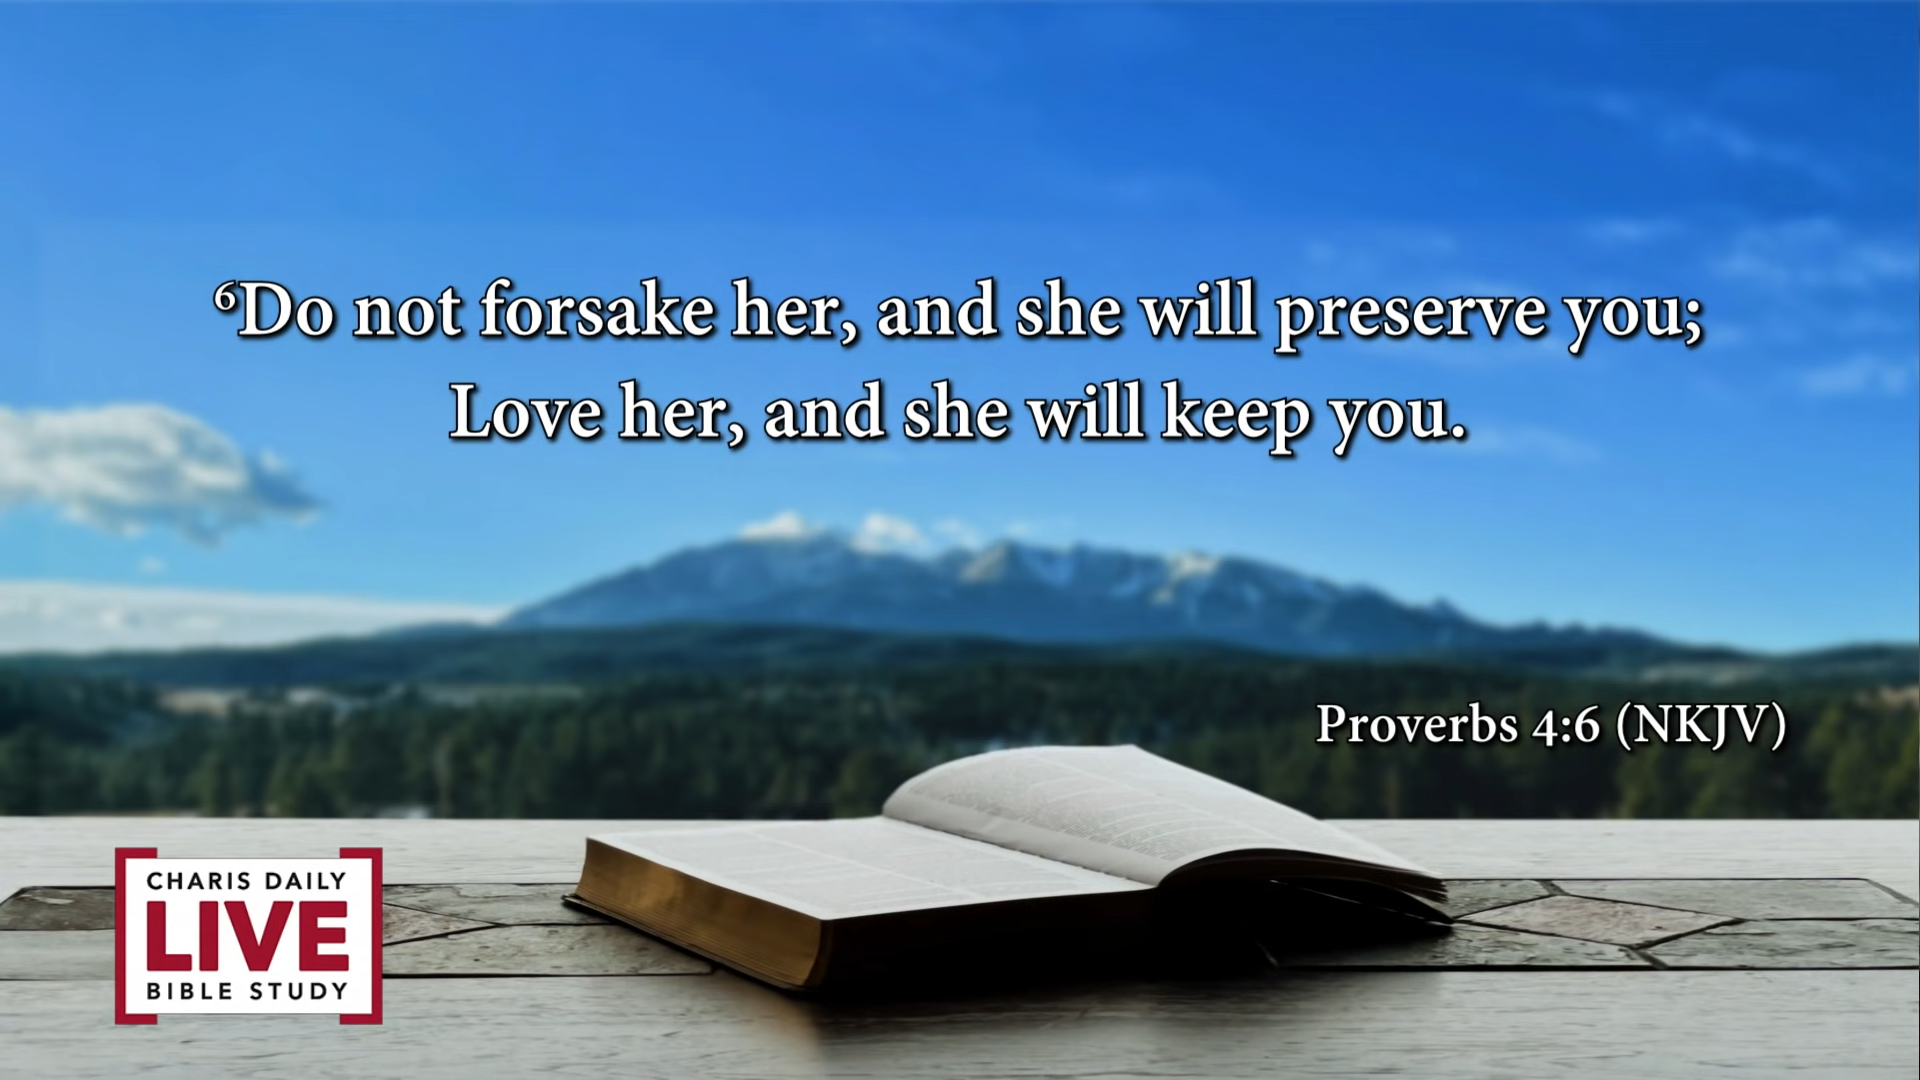 ⁶Do not forsake her, and she will preserve you;
Love her, and she will keep you.
Proverbs 4:6 (NKJV)
CHARIS DAILY
LIVE
BIBLE STUDY